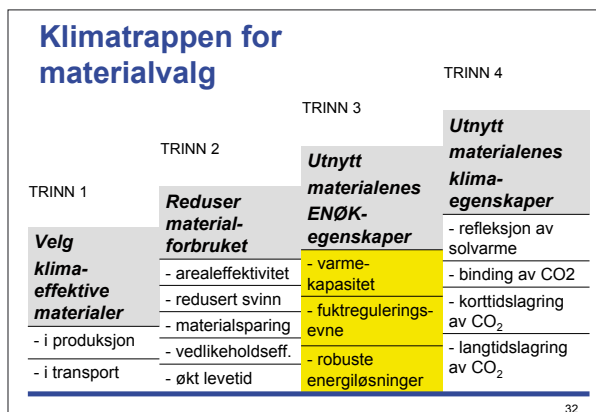 Klimatrappen for
materialvalg
TRINN 1
Velg
klima-
effektive
materialer
- i produksjon
- i transport
TRINN 2
Reduser
material-
forbruket
- arealeffektivitet
- redusert svinn
- materialsparing
- vedlikeholdseff.
- økt levetid
TRINN 3
Utnytt
materialenes
ENØK-
egenskaper
- varme-
kapasitet
- fuktregulerings-
evne
- robuste
energiløsninger
TRINN 4
Utnytt
materialenes
klima-
egenskaper
- refleksjon av
solvarme
- binding av CO2
- korttidslagring
av CO₂
- langtidslagring
av CO₂
32